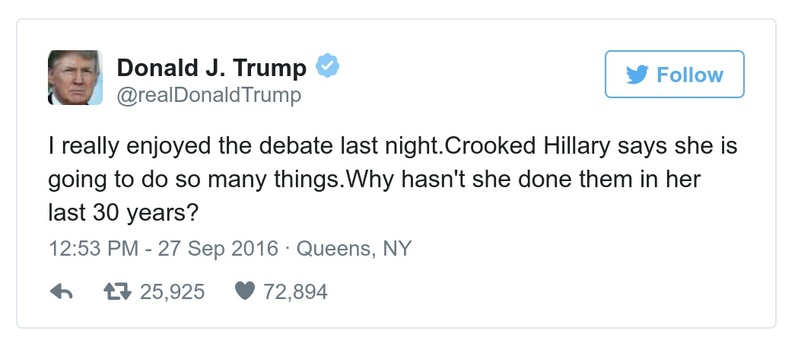 Donald J. Trump
@realDonaldTrump
Follow
I really enjoyed the debate last night.Crooked Hillary says she is
going to do so many things.Why hasn't she done them in her
last 30 years?
12:53 PM - 27 Sep 2016 · Queens, NY
25,925 72,894